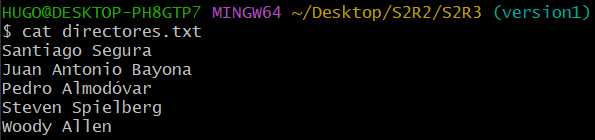 HUGO@DESKTOP-PH8GTP7 MINGW64 ~/Desktop/S2R2/S2R3 (version1)
$ cat directores.txt
Santiago Segura
Juan Antonio Bayona
Pedro Almodóvar
Steven Spielberg
Woody Allen